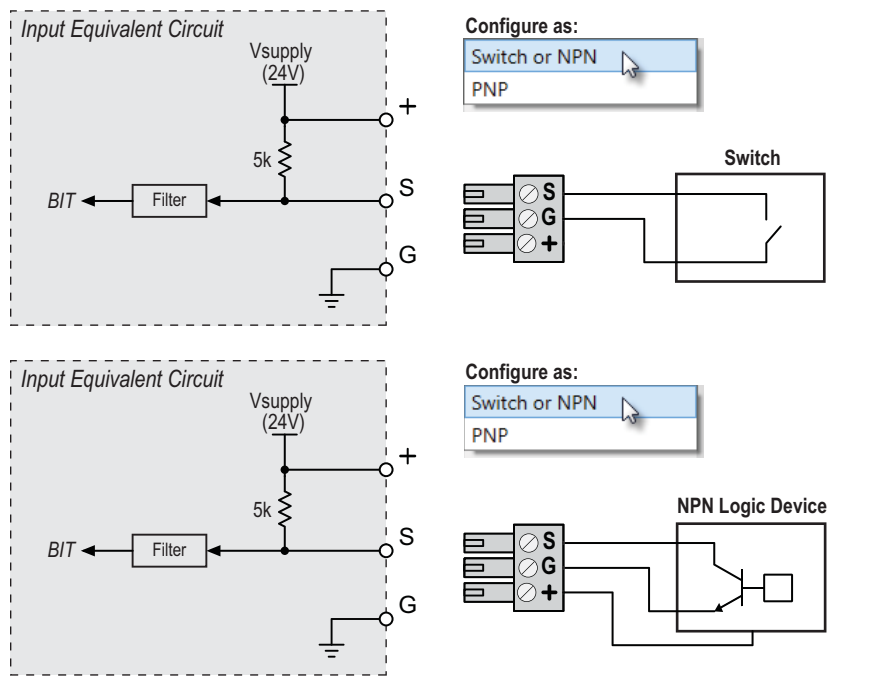 Input Equivalent Circuit
Vsupply
(24V)
+
5k
S
BIT
Filter
G
Configure as:
Switch or NPN
PNP
Switch
S
G
+
Input Equivalent Circuit
Vsupply
(24V)
+
5k
S
BIT
Filter
G
Configure as:
Switch or NPN
PNP
NPN Logic Device
S
G
+